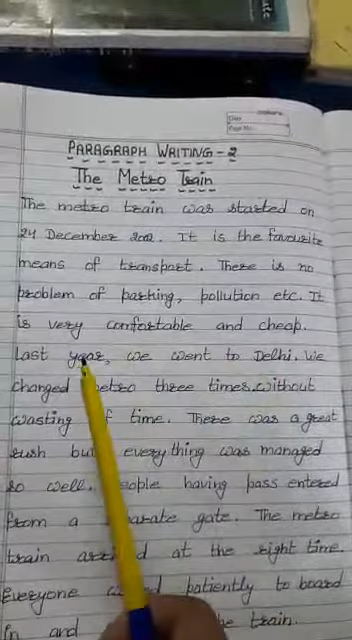 PARAGRAPH WRITING-2
The Metro Train
The metro train was started on
24 December 2002. It is the favourite
means of transport. There is no
problem of parking, pollution etc. It
is very comfortable and cheap.
Last year, we went to Delhi. We
changed metro three times, without
wasting of time. There was a great
rush but everything was managed
so well. People having pass entered
from a separate gate. The metro
train arrived at the right time.
Everyone patiently to board
in and the train.